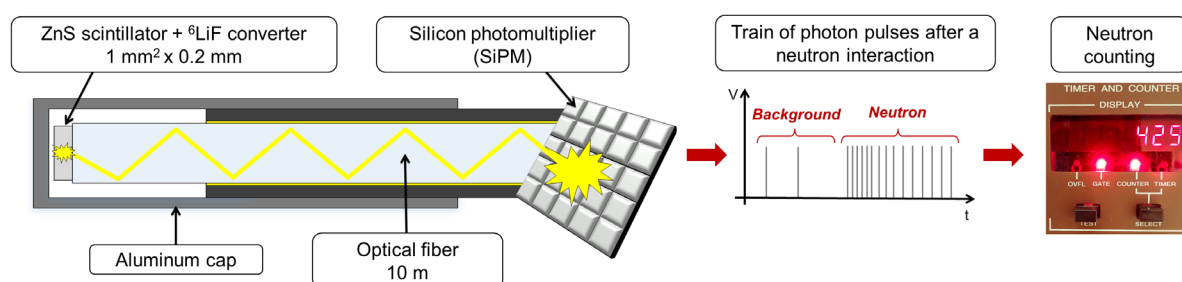 ZnS scintillator + ⁶LiF converter
1 mm² x 0.2 mm
Silicon photomultiplier
(SiPM)
Train of photon pulses after a
neutron interaction
Neutron
counting
V
Background
Neutron
t
TIMER AND COUNTER
DISPLAY
425
OVFL GATE COUNTER TIMER
TEST
SELECT
Aluminum cap
Optical fiber
10 m